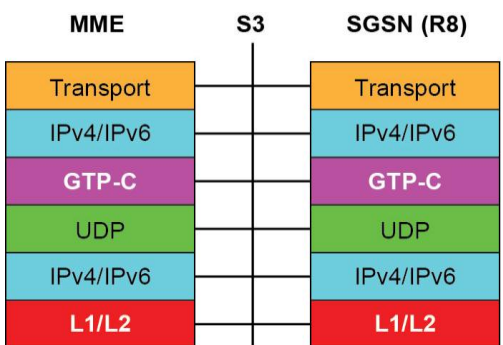 MME S3 SGSN (R8)
Transport Transport
IPv4/IPv6 IPv4/IPv6
GTP-C GTP-C
UDP UDP
IPv4/IPv6 IPv4/IPv6
L1/L2 L1/L2